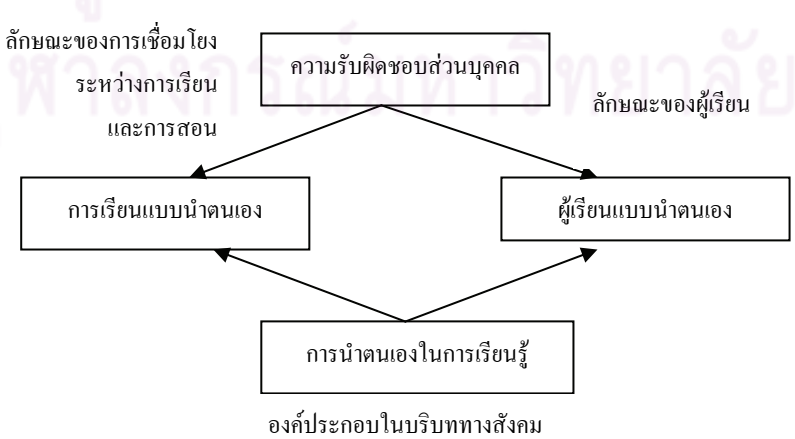 ลักษณะของการเชื่อมโยง
ระหว่างการเรียน
และการสอน
ความรับผิดชอบส่วนบุคคล
ลักษณะของผู้เรียน
การเรียนแบบนำตนเอง
ผู้เรียนแบบนำตนเอง
การนำตนเองในการเรียนรู้
องค์ประกอบในบริบททางสังคม